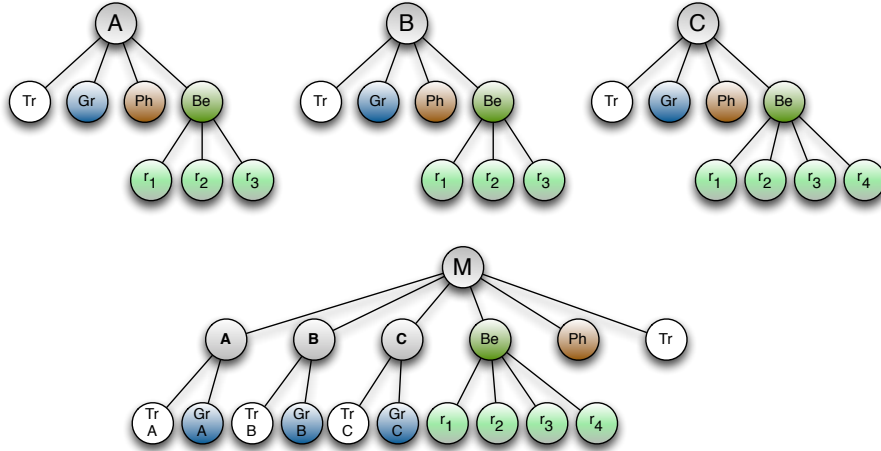 A B C
Tr Gr Ph Be Tr Gr Ph Be Tr Gr Ph Be
r1 r2 r3 r1 r2 r3 r1 r2 r3 r4
M
A B C Be Ph Tr
Tr Gr Tr Gr Tr Gr r1 r2 r3 r4
A A B B C C